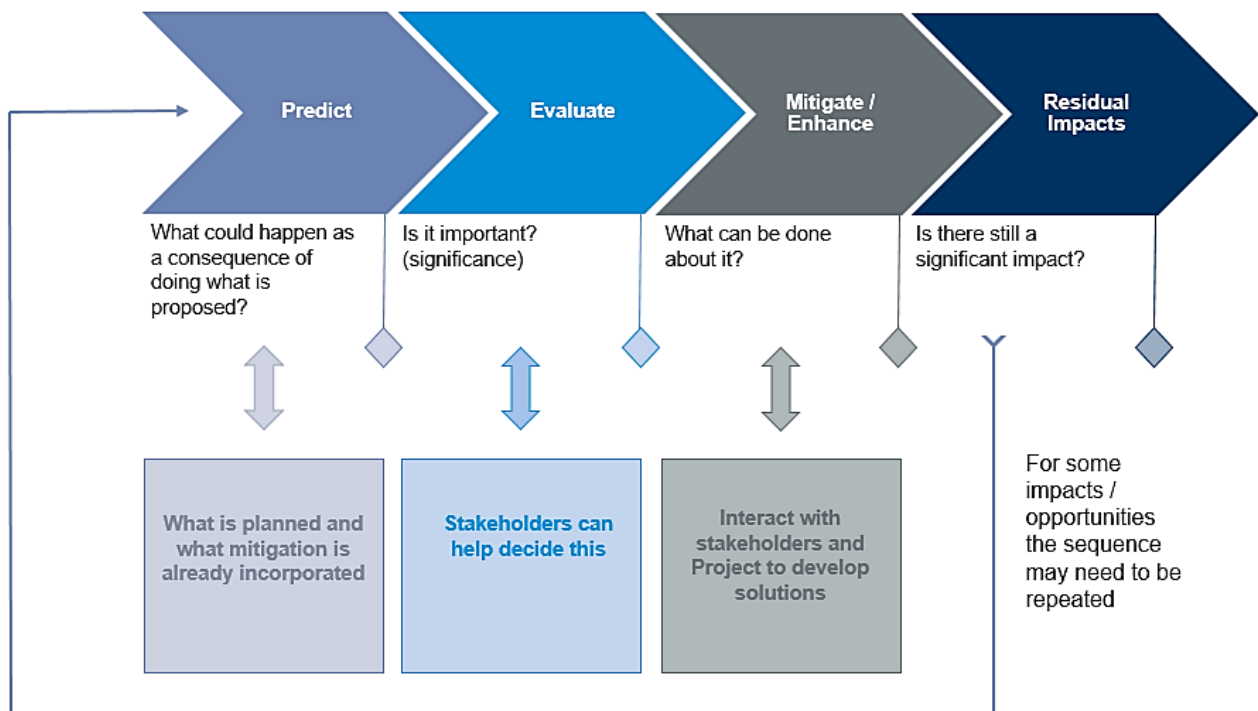 Predict
Evaluate
Mitigate /
Enhance
Residual
Impacts
What could happen as
a consequence of
doing what is
proposed?
Is it important?
(significance)
What can be done
about it?
Is there still a
significant impact?
What is planned and
what mitigation is
already incorporated
Stakeholders can
help decide this
Interact with
stakeholders and
Project to develop
solutions
For some
impacts /
opportunities
the sequence
may need to be
repeated